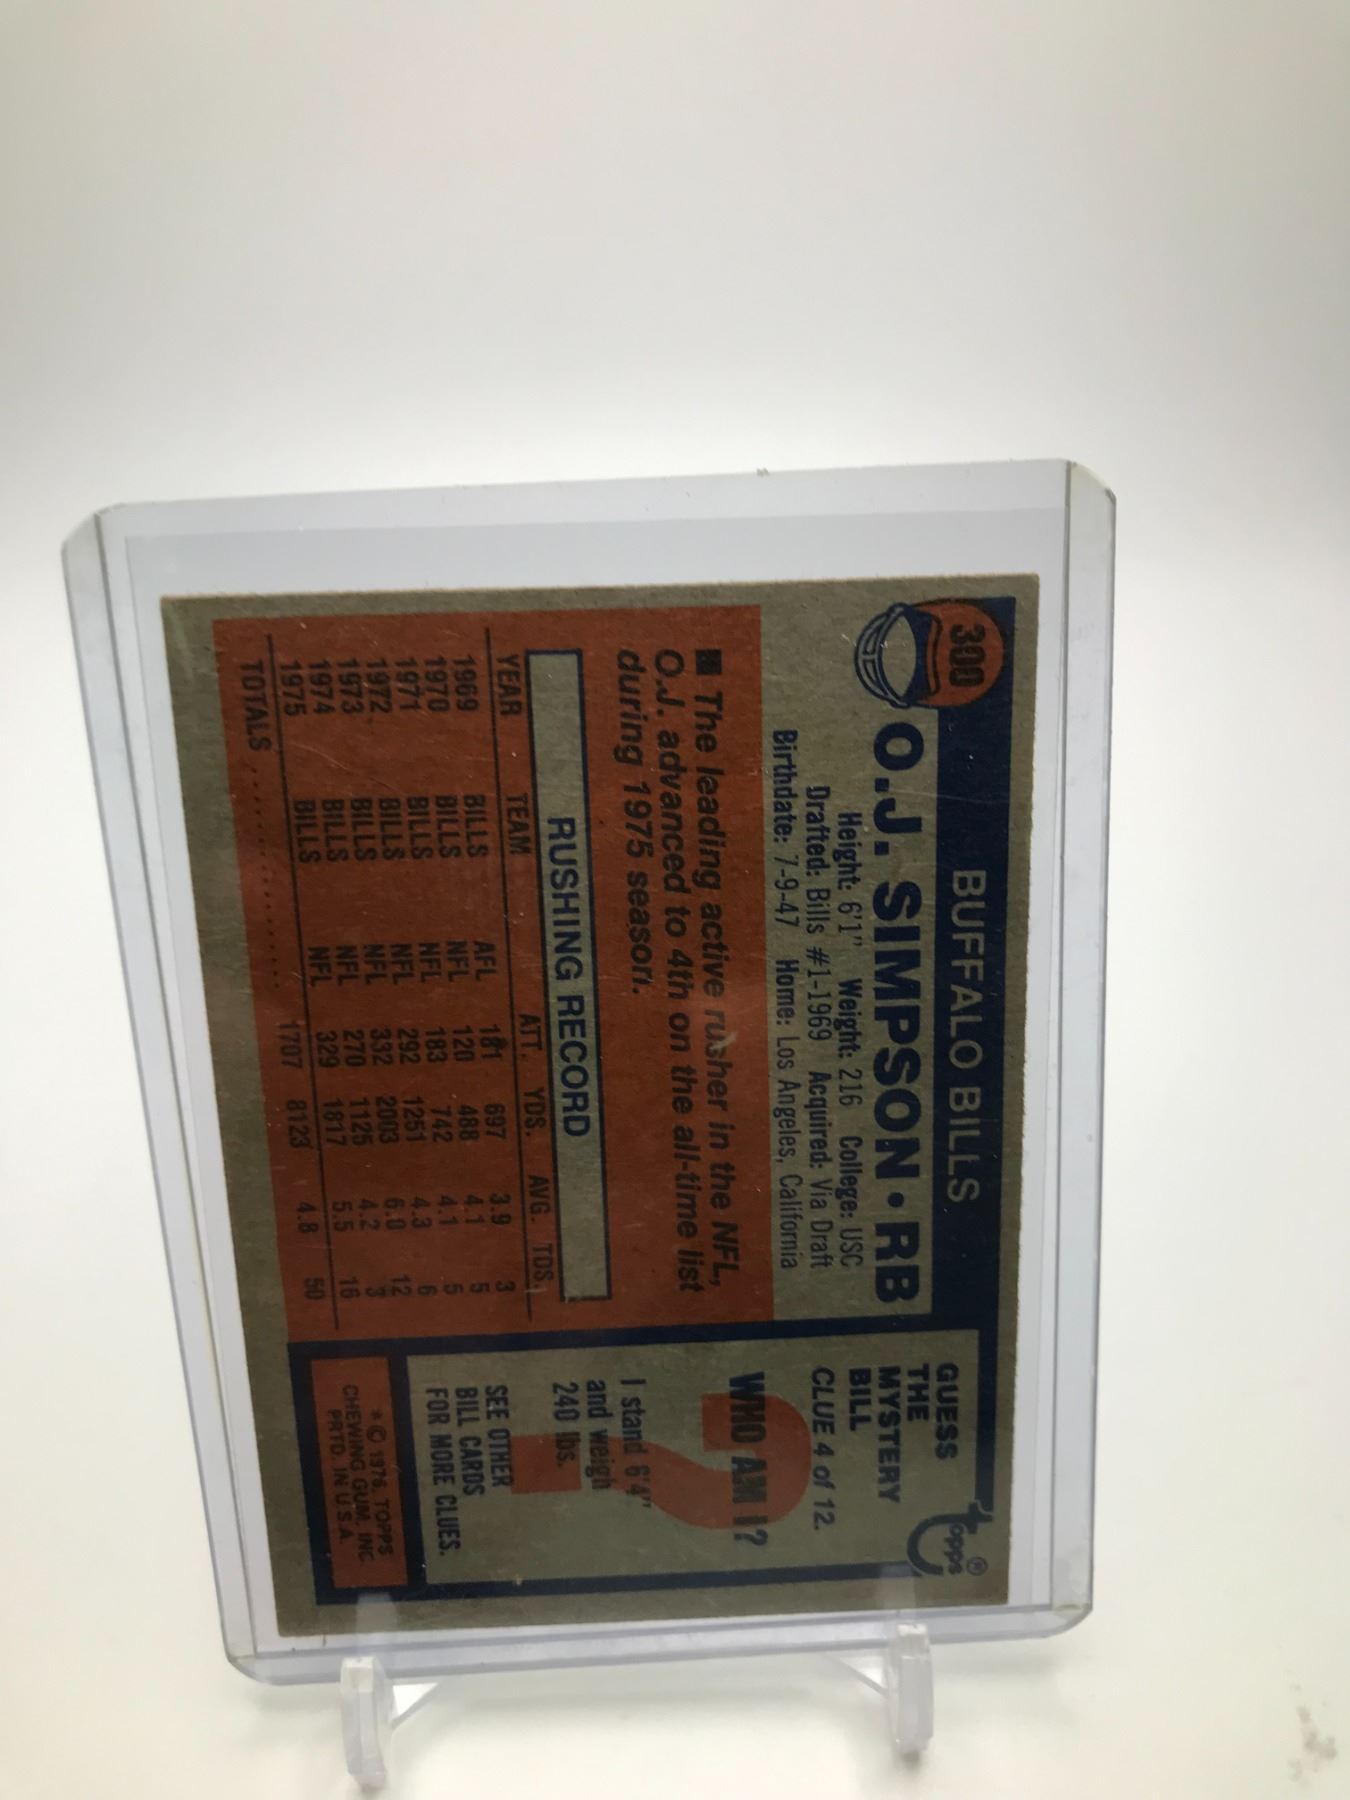 300
BUFFALO BILLS
O.J. SIMPSON • RB
Height: 6'1" Weight: 216 College: USC
Drafted: Bills #1-1969 Acquired: Via Draft
Birthdate: 7-9-47 Home: Los Angeles, California
■ The leading active rusher in the NFL,
O.J. advanced to 4th on the all-time list
during 1975 season.
RUSHING RECORD
YEAR TEAM ATT. YDS. AVG. TDS.
1969 BILLS AFL 181 697 3.9 3
1970 BILLS NFL 120 488 4.1 5
1971 BILLS NFL 183 742 4.1 5
1972 BILLS NFL 292 1251 4.3 6
1973 BILLS NFL 332 2003 6.0 12
1974 BILLS NFL 270 1125 4.2 3
1975 BILLS NFL 329 1817 5.5 16
TOTALS .................... 1707 8123 4.8 50
Topps®
GUESS
THE
MYSTERY
BILL
CLUE 4 of 12.
WHO AM I?
?
I stand 6'4"
and weigh
240 lbs.
SEE OTHER
BILL CARDS
FOR MORE CLUES.
* © 1976, TOPPS
CHEWING GUM, INC.
PRTD. IN U.S.A.